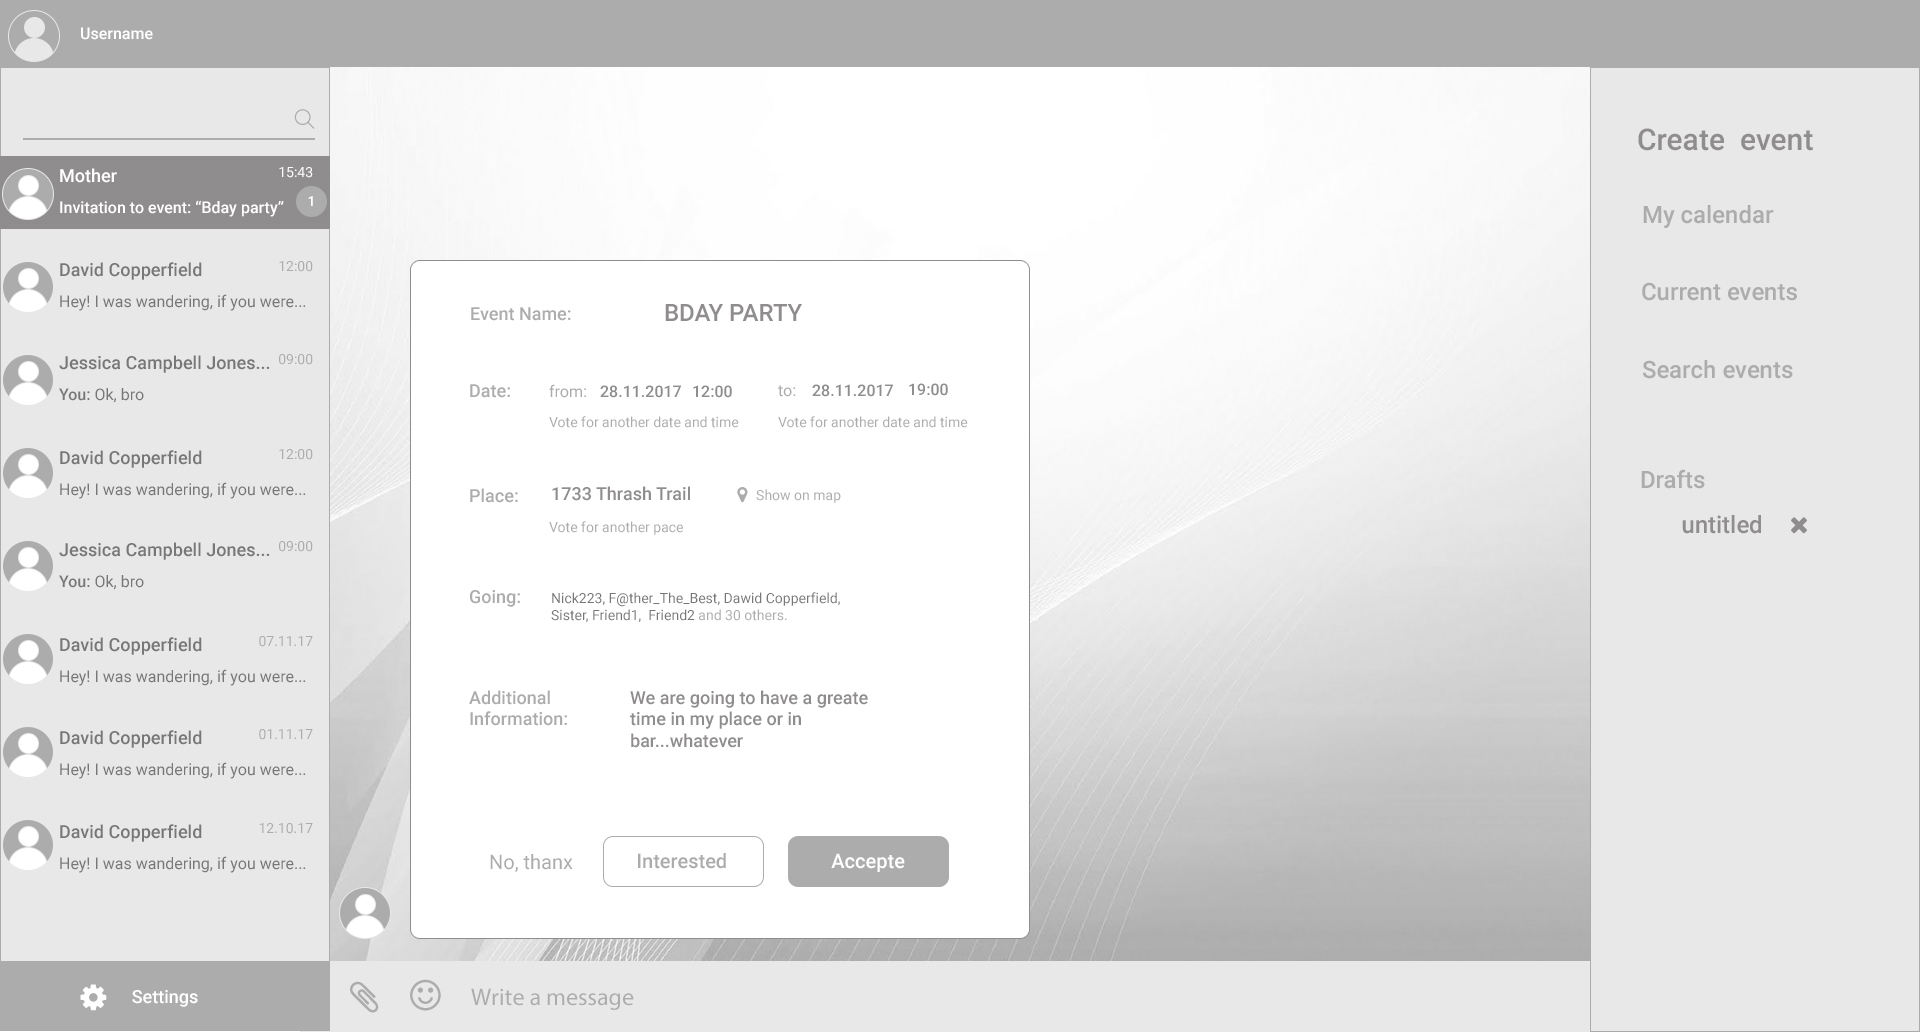 Username
Mother 15:43
Invitation to event: “Bday party” 1
David Copperfield 12:00
Hey! I was wandering, if you were...
Jessica Campbell Jones... 09:00
You: Ok, bro
David Copperfield 12:00
Hey! I was wandering, if you were...
Jessica Campbell Jones... 09:00
You: Ok, bro
David Copperfield 07.11.17
Hey! I was wandering, if you were...
David Copperfield 01.11.17
Hey! I was wandering, if you were...
David Copperfield 12.10.17
Hey! I was wandering, if you were...
Settings
Event Name: BDAY PARTY
Date: from: 28.11.2017 12:00 to: 28.11.2017 19:00
Vote for another date and time Vote for another date and time
Place: 1733 Thrash Trail Show on map
Vote for another pace
Going: Nick223, F@ther_The_Best, Dawid Copperfield,
Sister, Friend1, Friend2 and 30 others.
Additional
Information:
We are going to have a greate
time in my place or in
bar...whatever
No, thanx Interested Accepte
Write a message
Create event
My calendar
Current events
Search events
Drafts
untitled